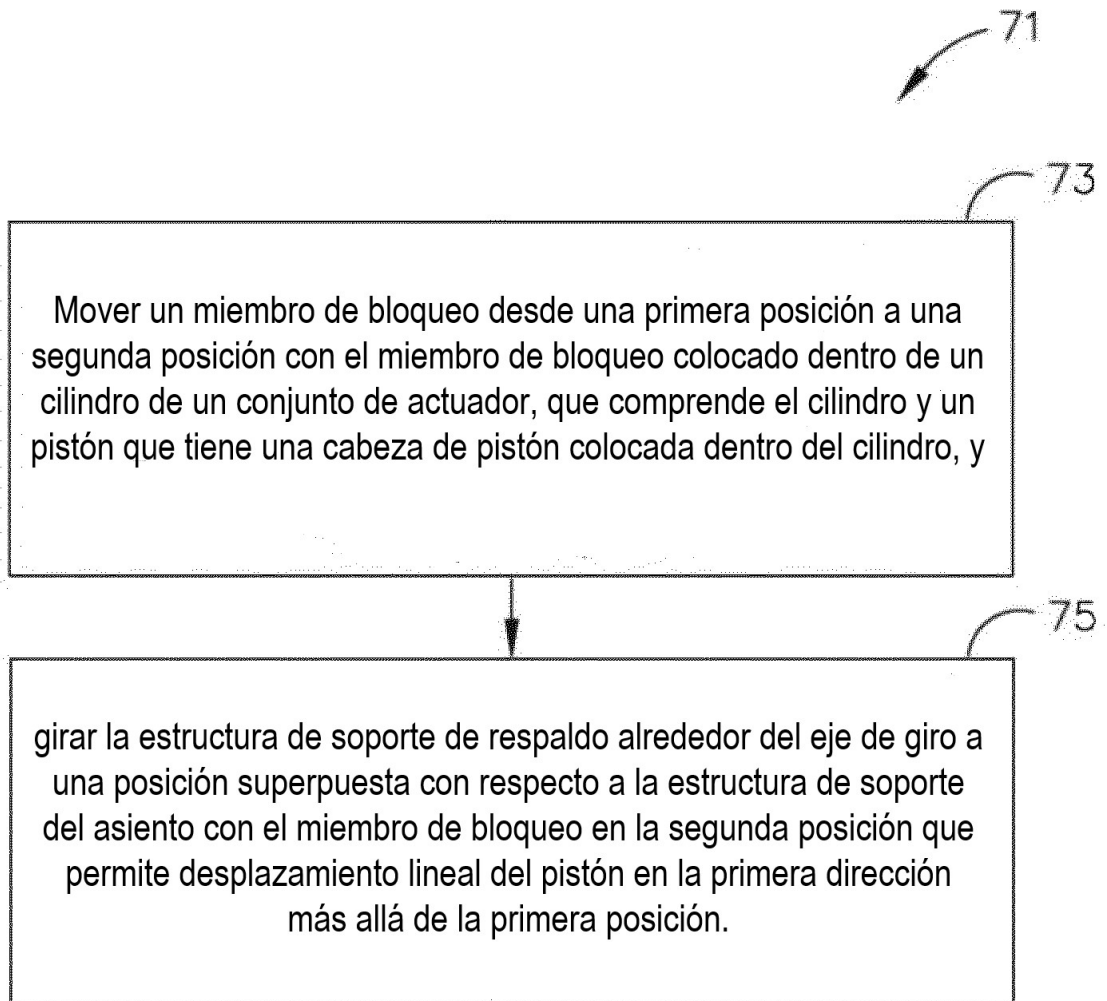 71
73
Mover un miembro de bloqueo desde una primera posición a una
segunda posición con el miembro de bloqueo colocado dentro de un
cilindro de un conjunto de actuador, que comprende el cilindro y un
pistón que tiene una cabeza de pistón colocada dentro del cilindro, y
75
girar la estructura de soporte de respaldo alrededor del eje de giro a
una posición superpuesta con respecto a la estructura de soporte
del asiento con el miembro de bloqueo en la segunda posición que
permite desplazamiento lineal del pistón en la primera dirección
más allá de la primera posición.